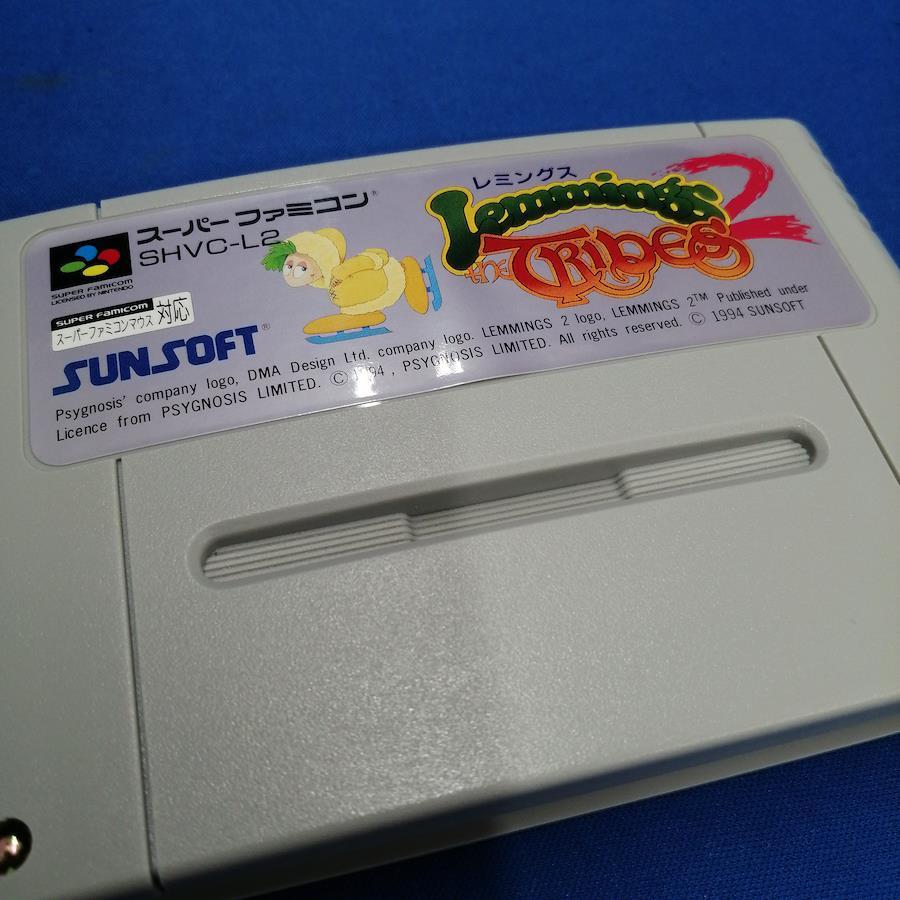 スーパーファミコン®
SHVC-L2
SUPER FAMICOM
LICENSED BY NINTENDO
SUPER FAMICOM
スーパーファミコンマウス 対応
SUNSOFT®
レミングス
Lemmings 2
the TRIBES
Psygnosis' company logo, DMA Design Ltd. company logo. LEMMINGS 2 logo, LEMMINGS 2™ Published under
Licence from PSYGNOSIS LIMITED. © 1994, PSYGNOSIS LIMITED. All rights reserved. © 1994 SUNSOFT